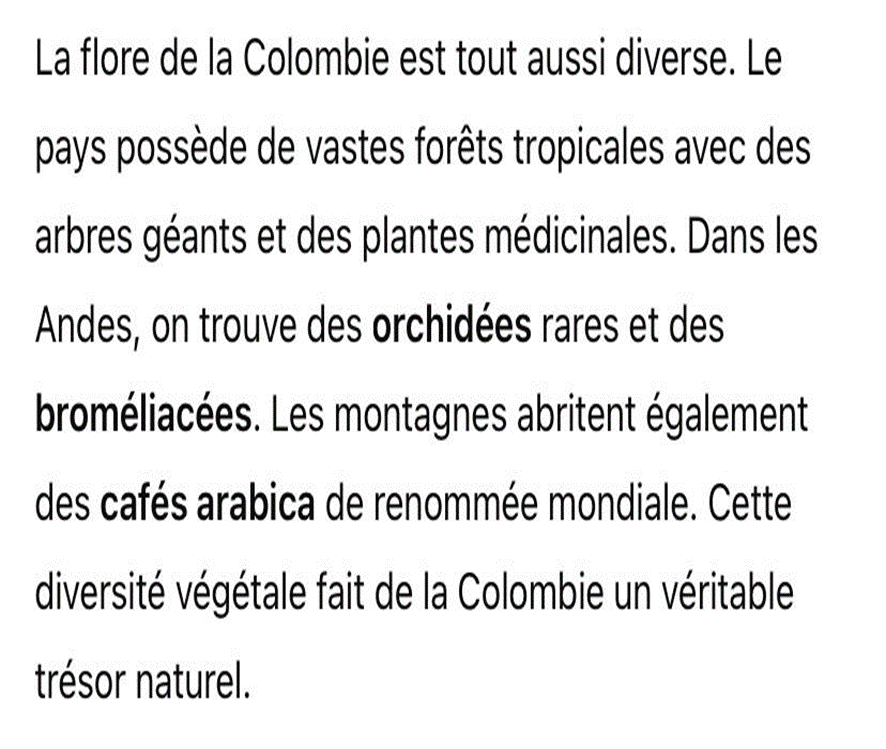 La flore de la Colombie est tout aussi diverse. Le
pays possède de vastes forêts tropicales avec des
arbres géants et des plantes médicinales. Dans les
Andes, on trouve des orchidées rares et des
broméliacées. Les montagnes abritent également
des cafés arabica de renommée mondiale. Cette
diversité végétale fait de la Colombie un véritable
trésor naturel.